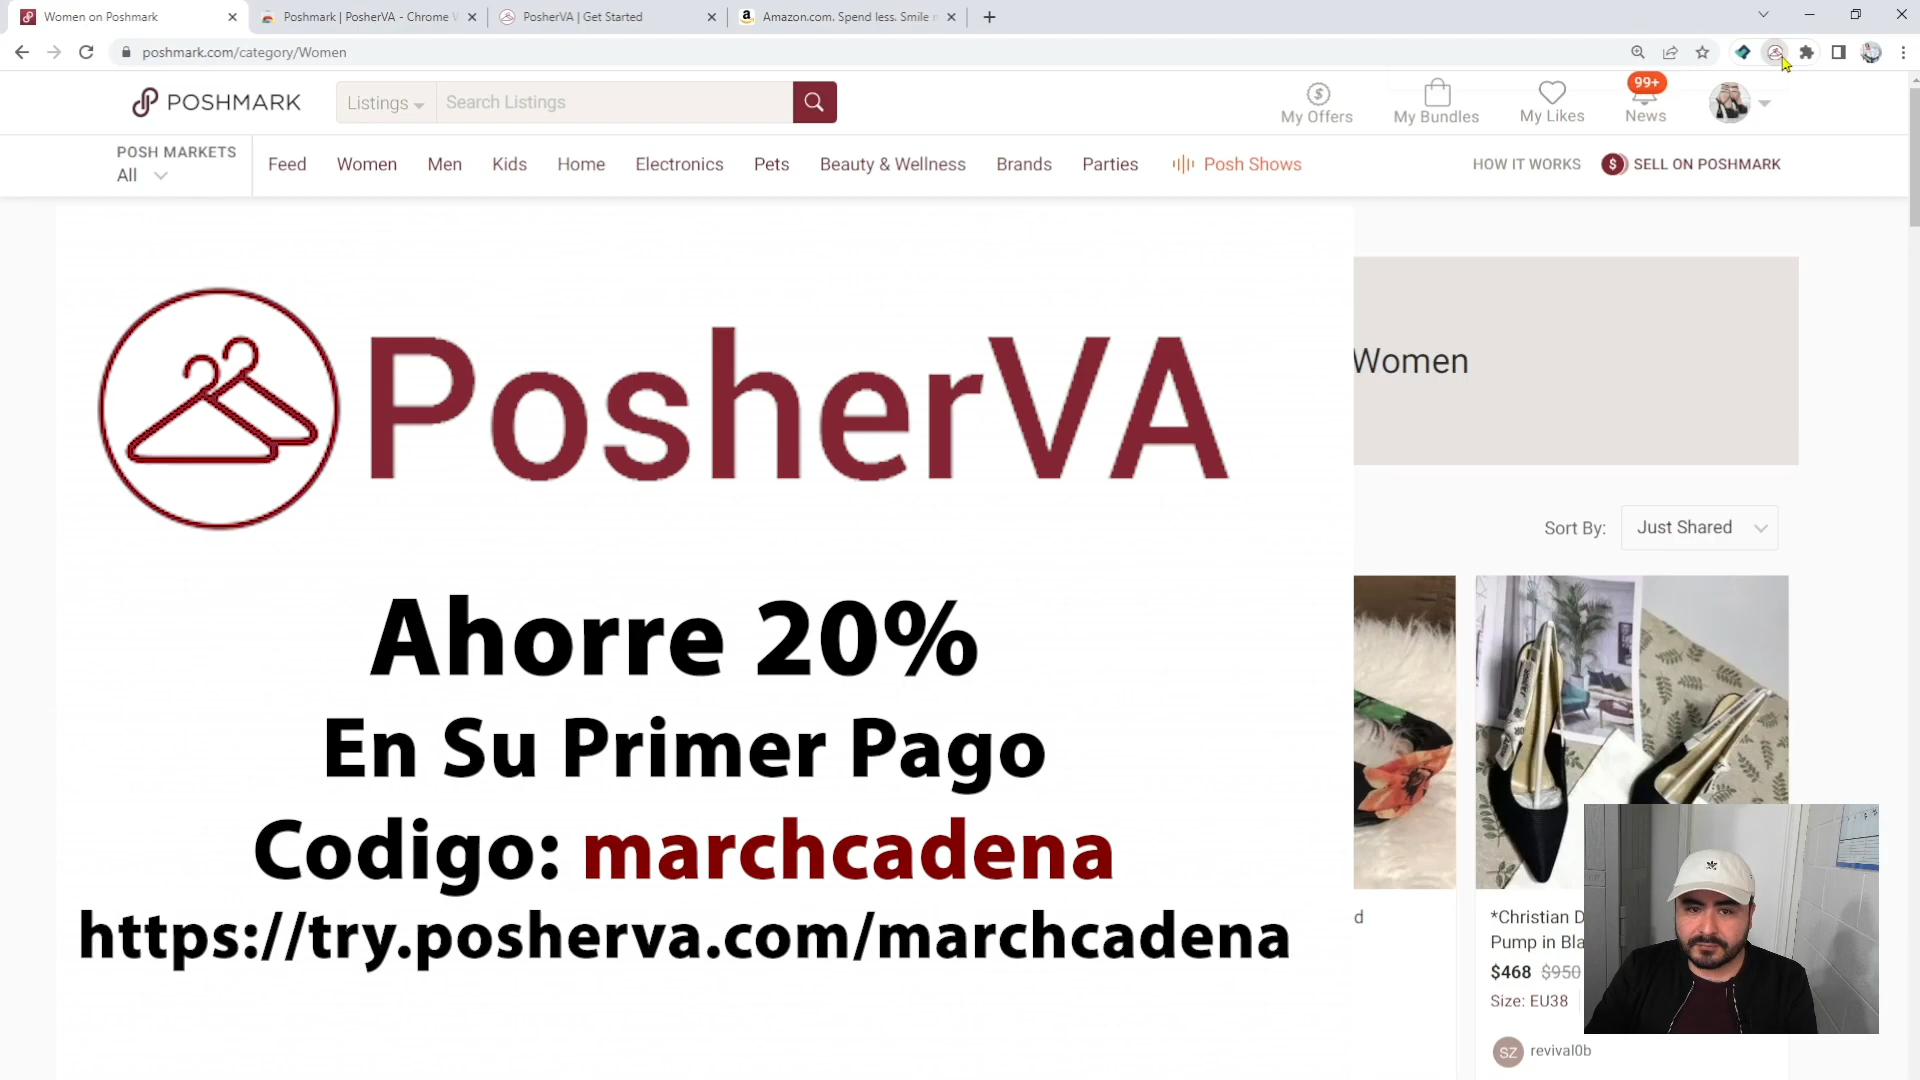 Women on Poshmark
Poshmark | PosherVA - Chrome W
PosherVA | Get Started
Amazon.com. Spend less. Smile m
poshmark.com/category/Women
POSHMARK
Listings
Search Listings
My Offers
My Bundles
My Likes
99+
News
POSH MARKETS
All
Feed
Women
Men
Kids
Home
Electronics
Pets
Beauty & Wellness
Brands
Parties
Posh Shows
HOW IT WORKS
SELL ON POSHMARK
Women
PosherVA
Sort By:
Just Shared
Ahorre 20%
En Su Primer Pago
Codigo: marchcadena
https://try.posherva.com/marchcadena
d
*Christian D
Pump in Bla
$468 $950
Size: EU38
SZ
revival0b